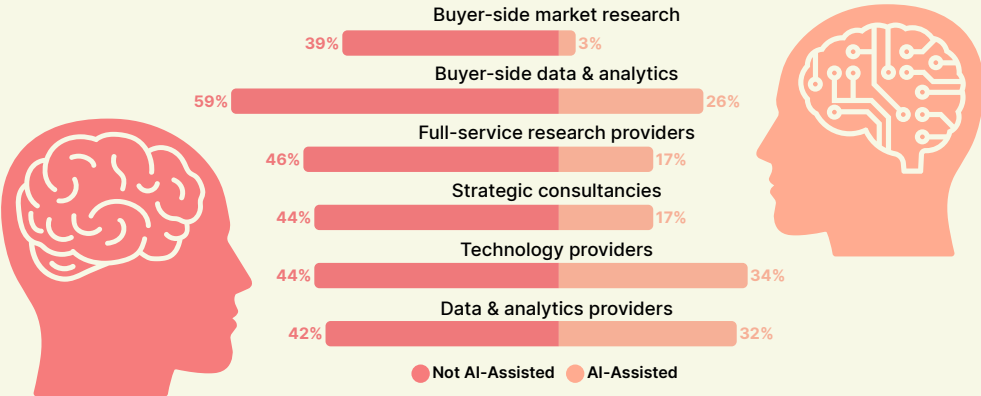 Buyer-side market research
39% 3%
Buyer-side data & analytics
59% 26%
Full-service research providers
46% 17%
Strategic consultancies
44% 17%
Technology providers
44% 34%
Data & analytics providers
42% 32%
Not AI-Assisted AI-Assisted